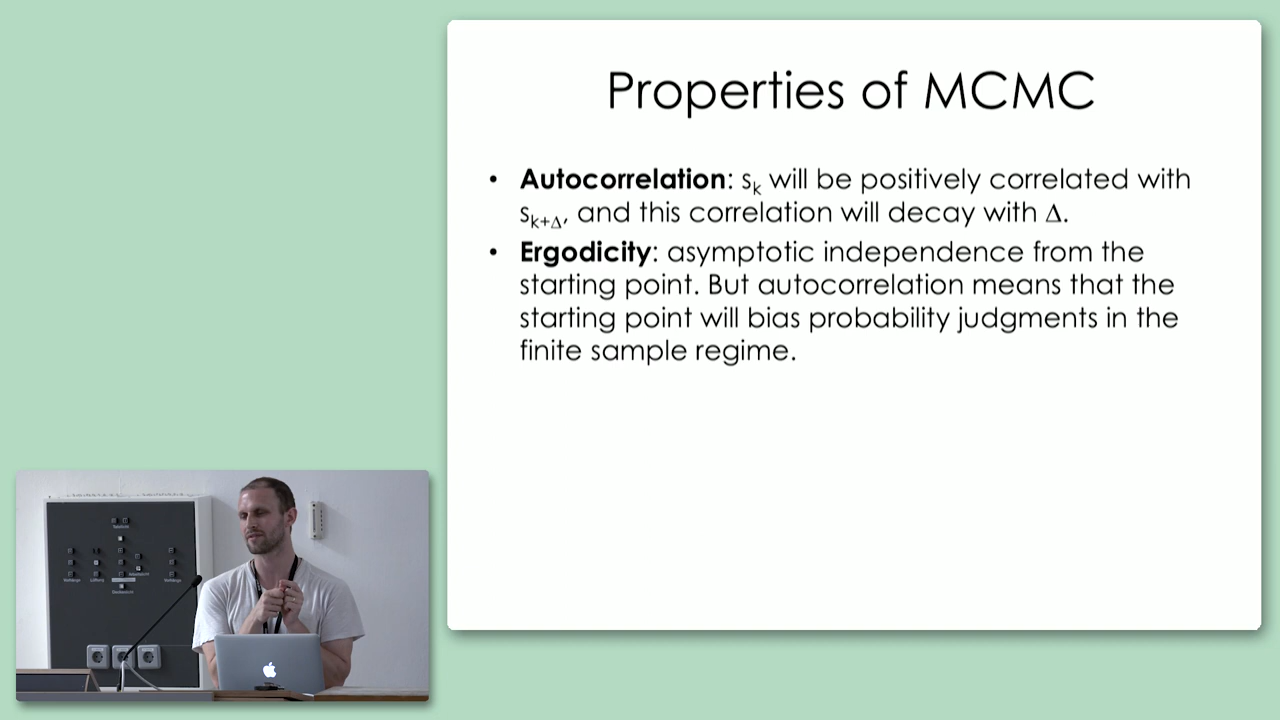 Properties of MCMC
• Autocorrelation: sk will be positively correlated with
sk+Δ, and this correlation will decay with Δ.
• Ergodicity: asymptotic independence from the
starting point. But autocorrelation means that the
starting point will bias probability judgments in the
finite sample regime.